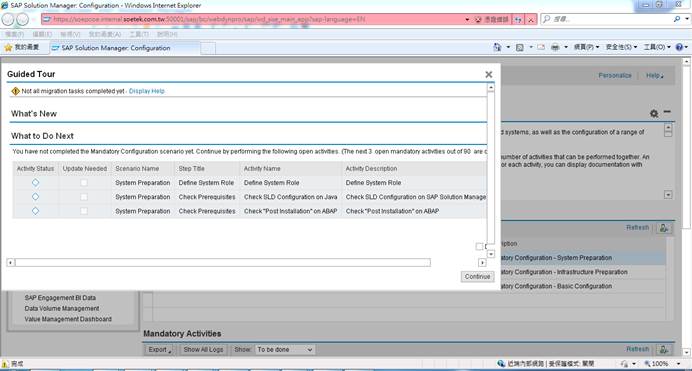 SAP Solution Manager: Configuration - Windows Internet Explorer
https://soepcoe.internal.soetek.com.tw:50001/sap/bc/webdynpro/sap/wd_sise_main_app?sap-language=EN
憑證錯誤
檔案(F) 編輯(E) 檢視(V) 我的最愛(A) 工具(T) 說明(H)
我的最愛 SAP Solution Manager: Configuration 網頁(P) 安全性(S) 工具(O)
Guided Tour
Personalize Help
Not all migration tasks completed yet - Display Help
What's New
What to Do Next
d systems, as well as the configuration of a range of
You have not completed the Mandatory Configuration scenario yet. Continue by performing the following open activities. (The next 3 open mandatory activities out of 90 are c
number of activities that can be performed together. An
or each activity, you can display documentation with
Activity Status Update Needed Scenario Name Step Title Activity Name Activity Description
System Preparation Define System Role Define System Role Define System Role
System Preparation Check Prerequisites Check SLD Configuration on Java Check SLD Configuration on SAP Solution Manage
System Preparation Check Prerequisites Check "Post Installation" on ABAP Check "Post Installation" on ABAP
Refresh
ription
atory Configuration - System Preparation
atory Configuration - Infrastructure Preparation
atory Configuration - Basic Configuration
Continue
SAP Engagement BI Data
Data Volume Management
Value Management Dashboard
Mandatory Activities
Export Show All Logs Show: To be done Refresh
完成 近端內部網路 | 受保護模式: 關閉 100%